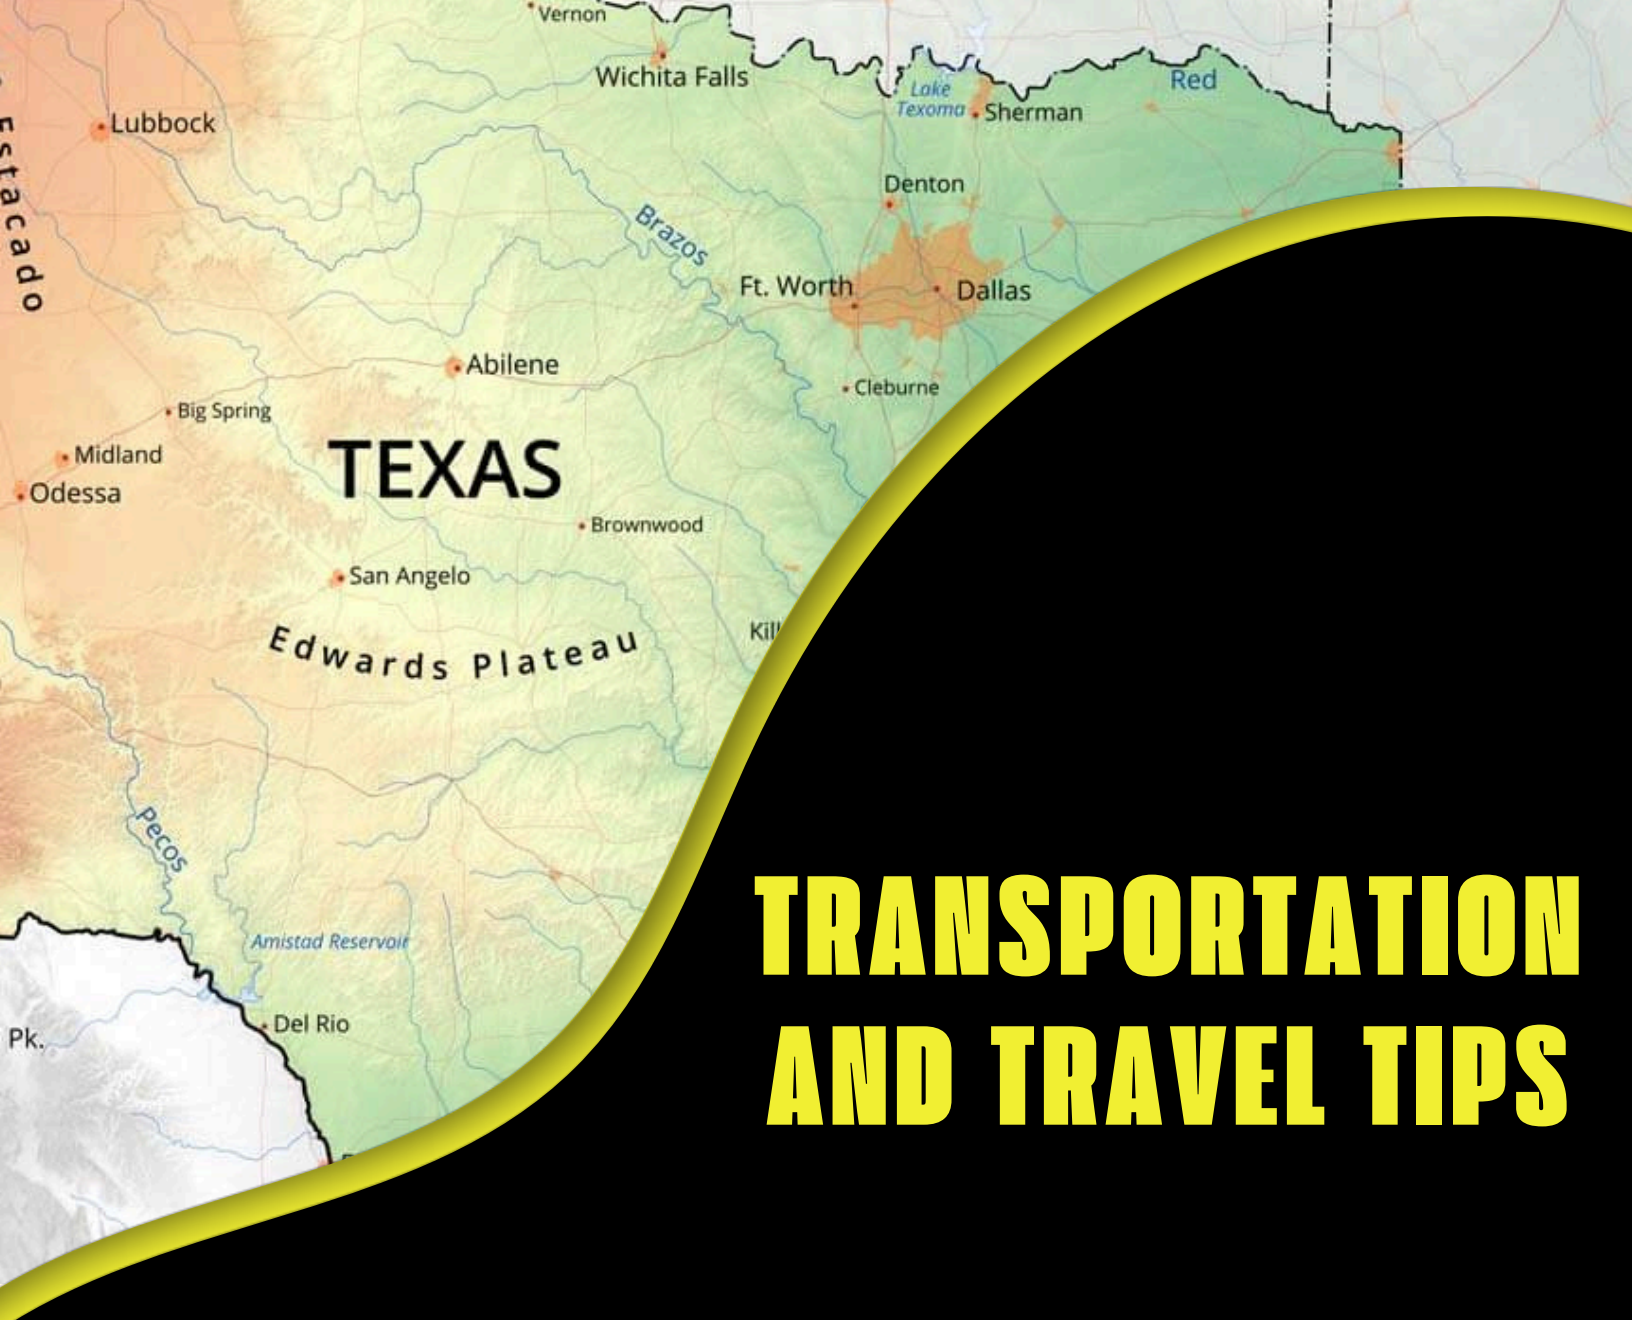 Vernon
Wichita Falls
Lake
Texoma
Red
Sherman
Lubbock
Estacado
Denton
Brazos
Ft. Worth
Dallas
Abilene
Cleburne
Big Spring
TEXAS
Midland
Odessa
Brownwood
San Angelo
Edwards Plateau
Kill
Pecos
Amistad Reservoir
Del Rio
Pk.
TRANSPORTATION
AND TRAVEL TIPS